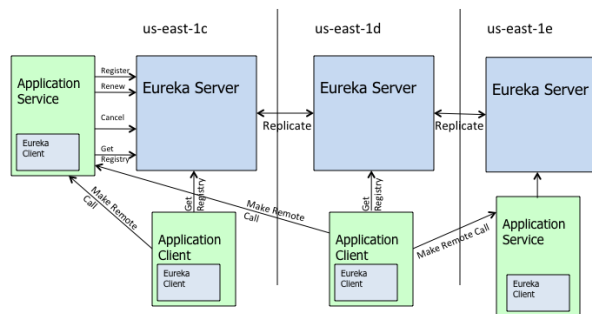 us-east-1c
us-east-1d
us-east-1e
Application
Service
Eureka
Client
Register
Renew
Cancel
Get
Registry
Eureka Server
Replicate
Eureka Server
Replicate
Eureka Server
Make Remote
Call
Get
Registry
Make Remote
Call
Get
Registry
Make Remote Call
Application
Client
Eureka
Client
Application
Client
Eureka
Client
Application
Service
Eureka
Client